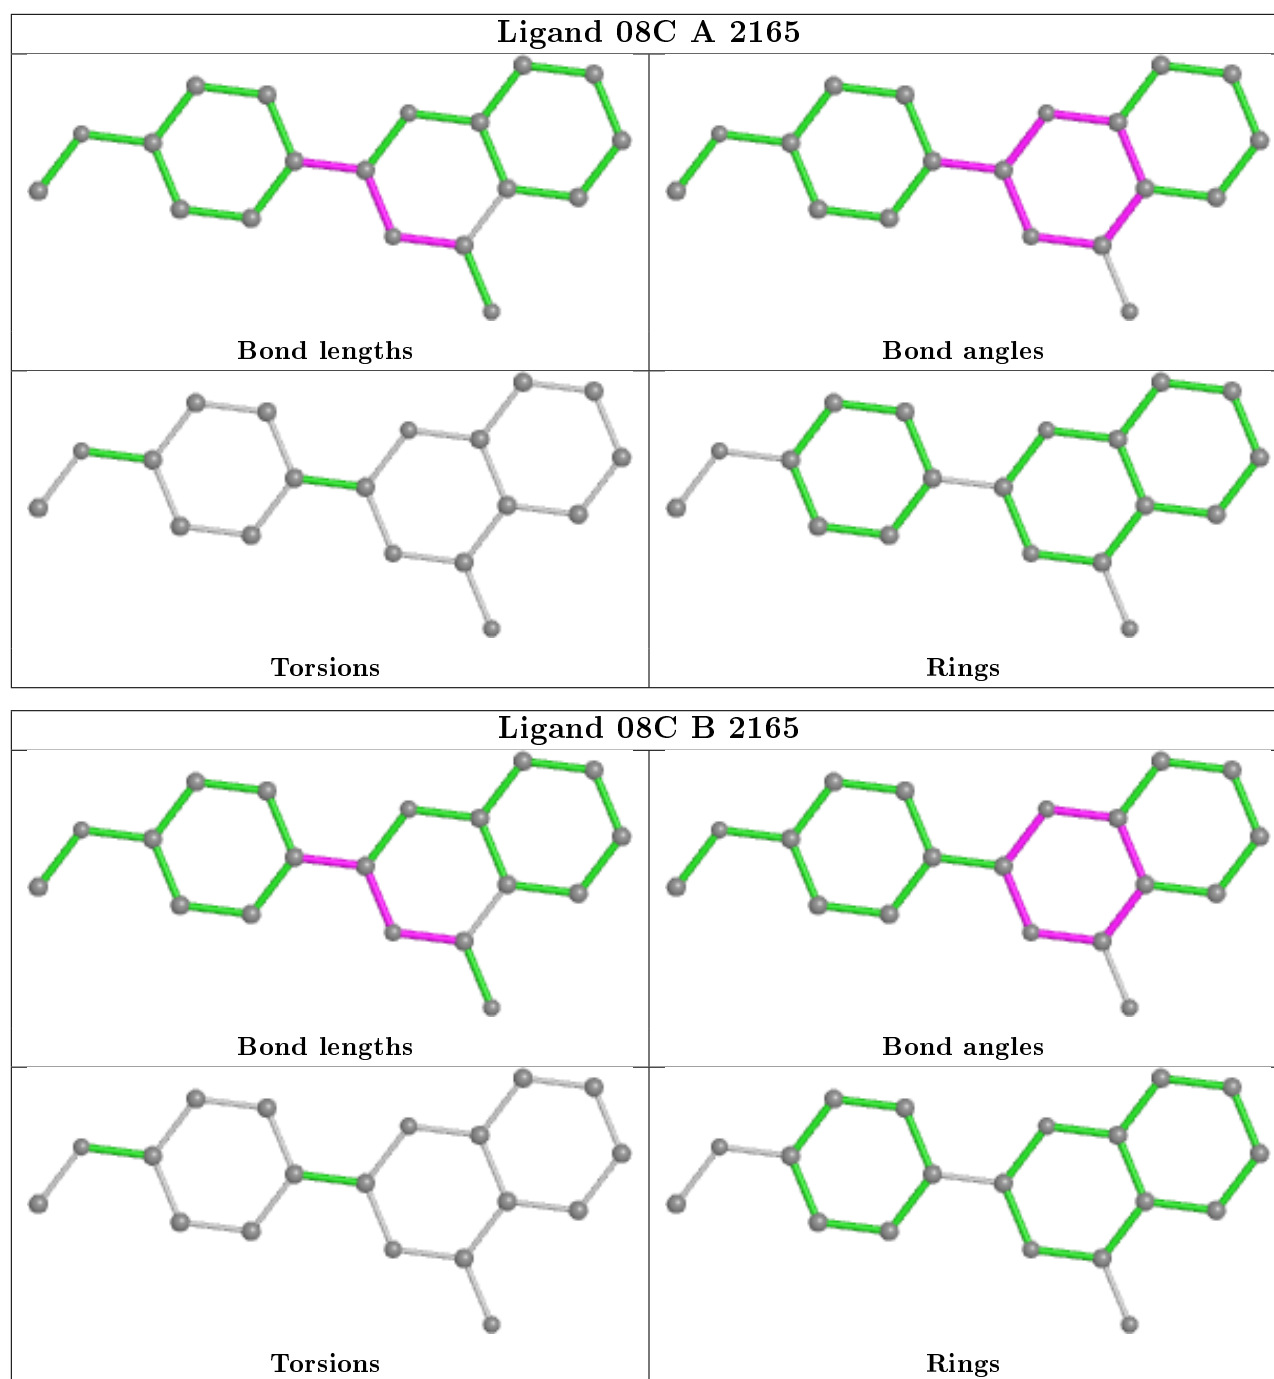 Ligand 08C A 2165
Bond lengths
Bond angles
Torsions
Rings
Ligand 08C B 2165
Bond lengths
Bond angles
Torsions
Rings